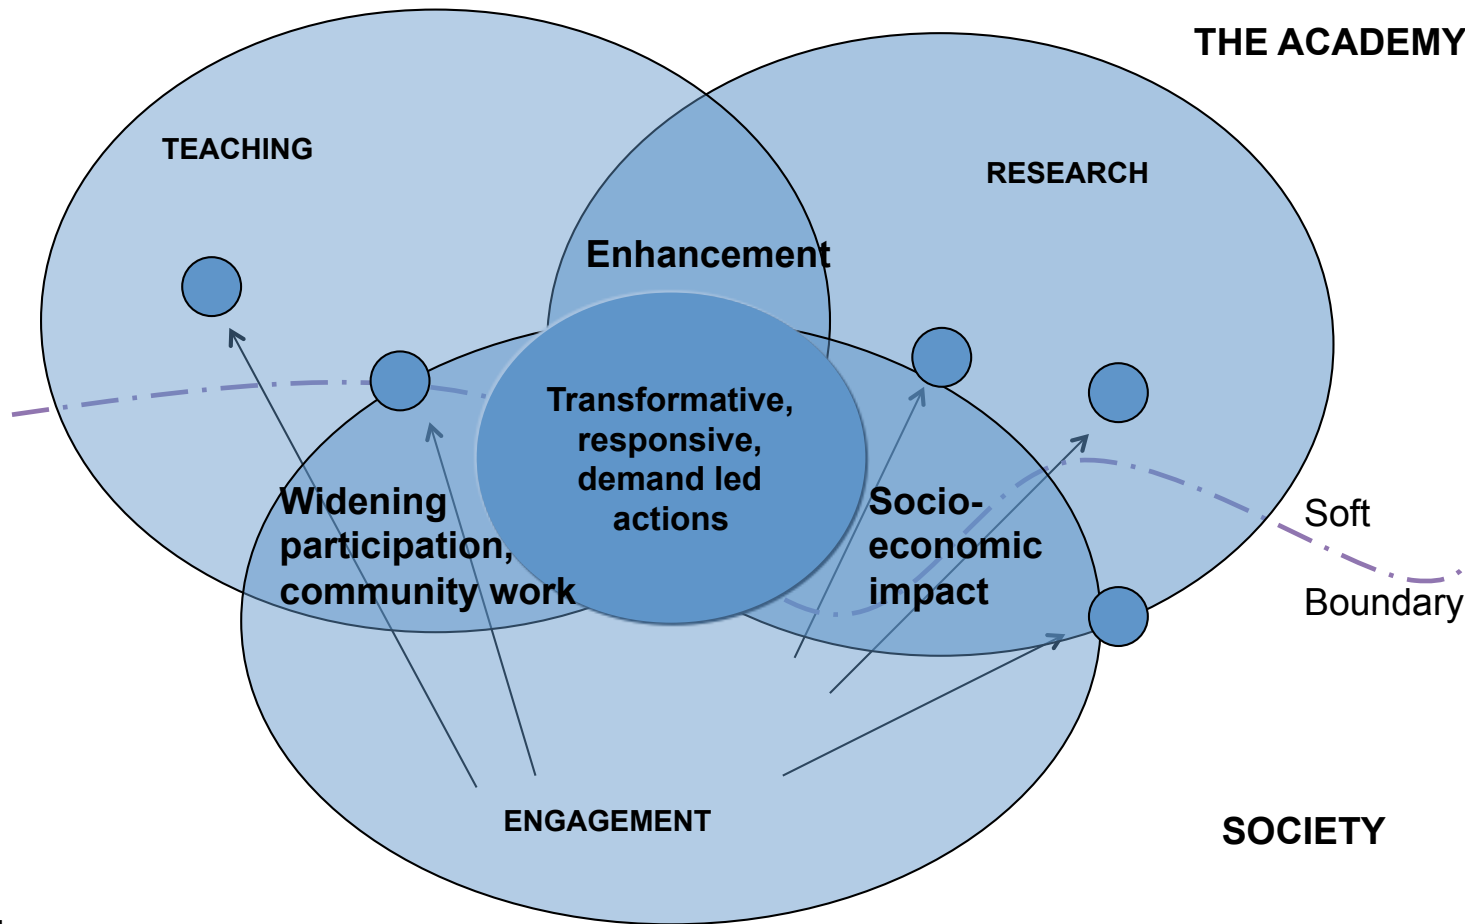 THE ACADEMY
TEACHING
RESEARCH
Enhancement
Transformative,
responsive,
demand led
actions
Widening
participation,
community work
Socio-
economic
impact
Soft
Boundary
ENGAGEMENT
SOCIETY